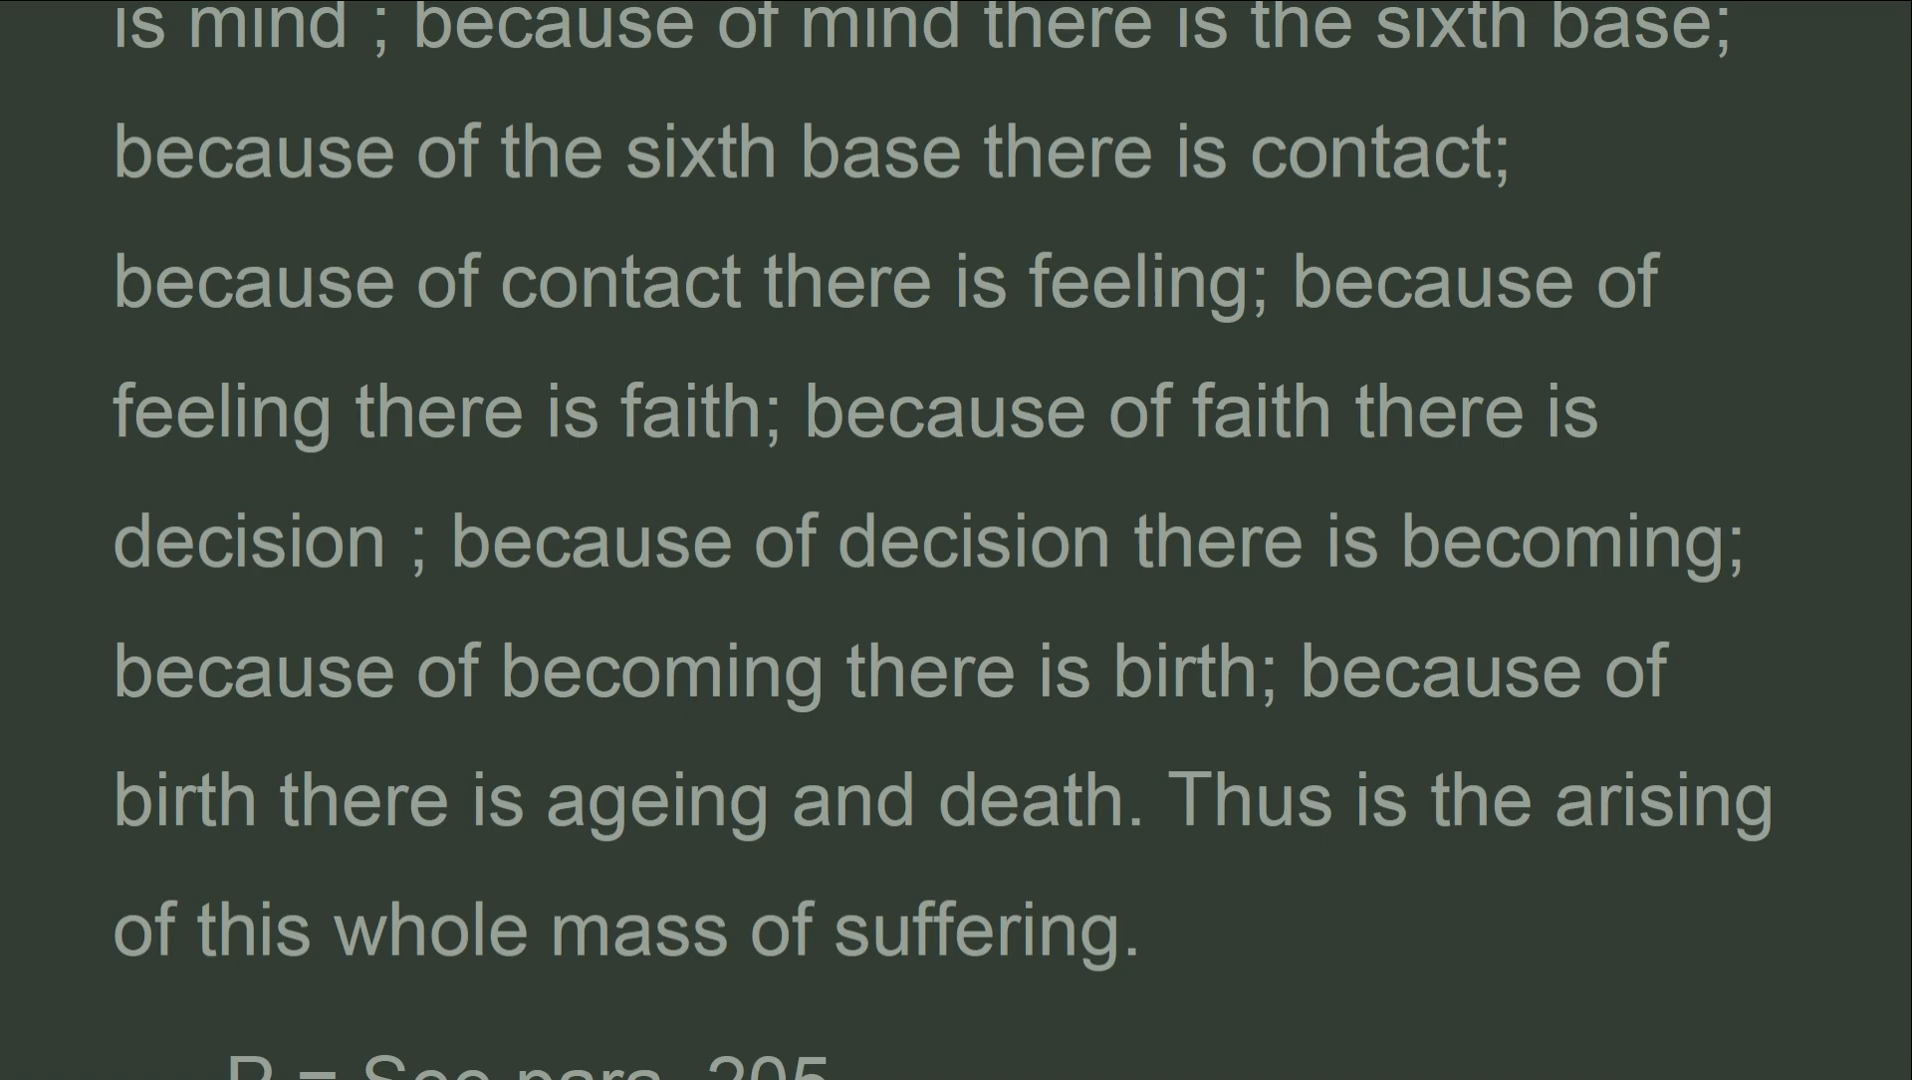 is mind ; because of mind there is the sixth base;
because of the sixth base there is contact;
because of contact there is feeling; because of
feeling there is faith; because of faith there is
decision ; because of decision there is becoming;
because of becoming there is birth; because of
birth there is ageing and death. Thus is the arising
of this whole mass of suffering.
P = See para. 205